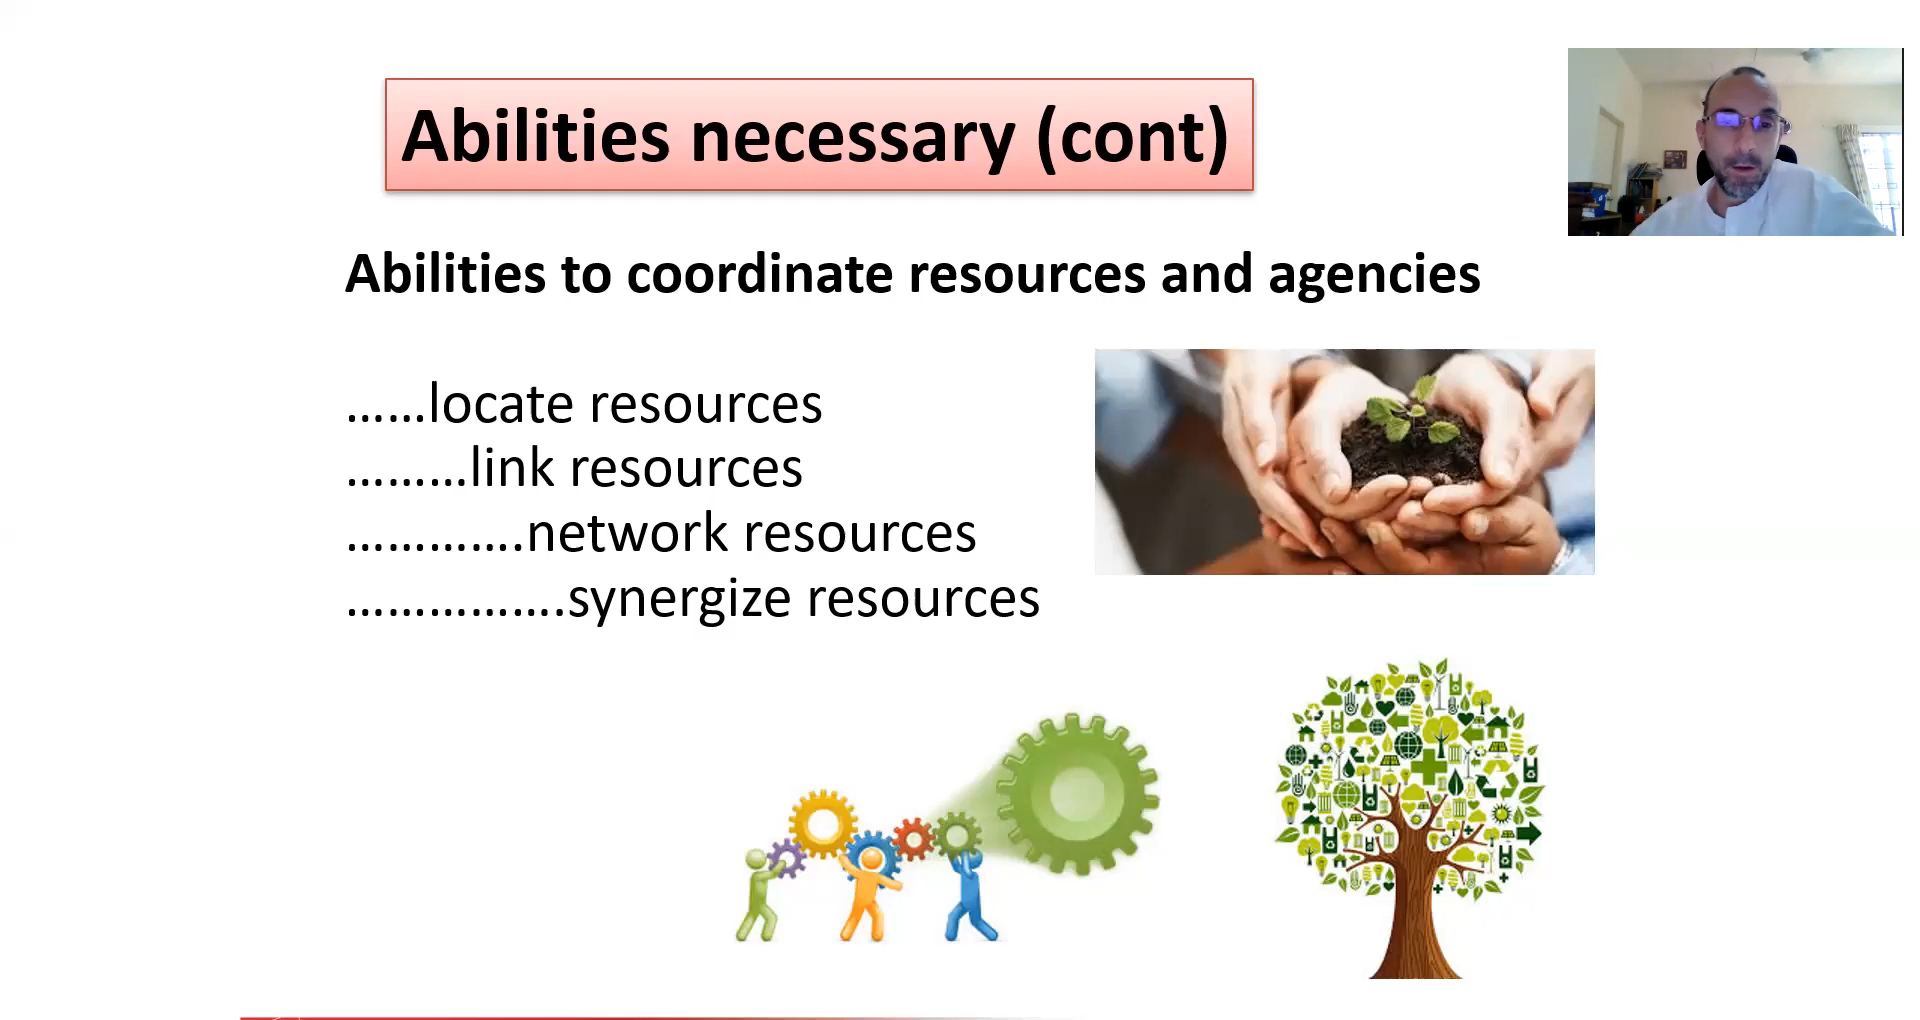 Abilities necessary (cont)
Abilities to coordinate resources and agencies
……locate resources
………link resources
………….network resources
…………….synergize resources